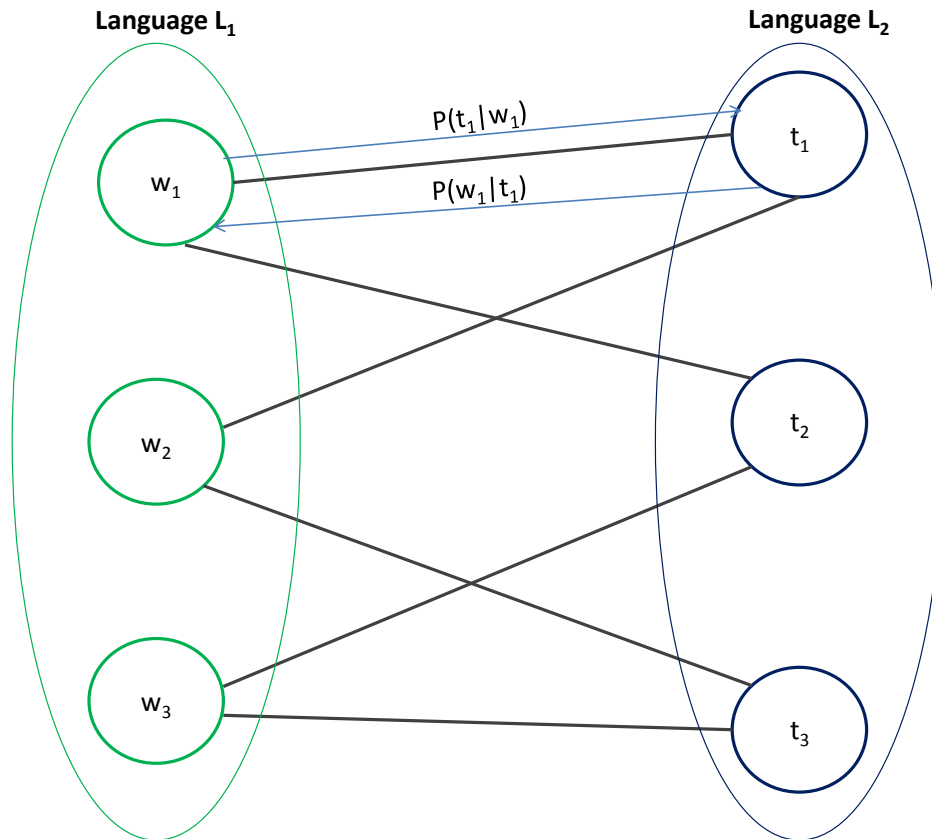 Language L₁
Language L₂
P(t₁|w₁)
t₁
w₁
P(w₁|t₁)
w₂
t₂
w₃
t₃